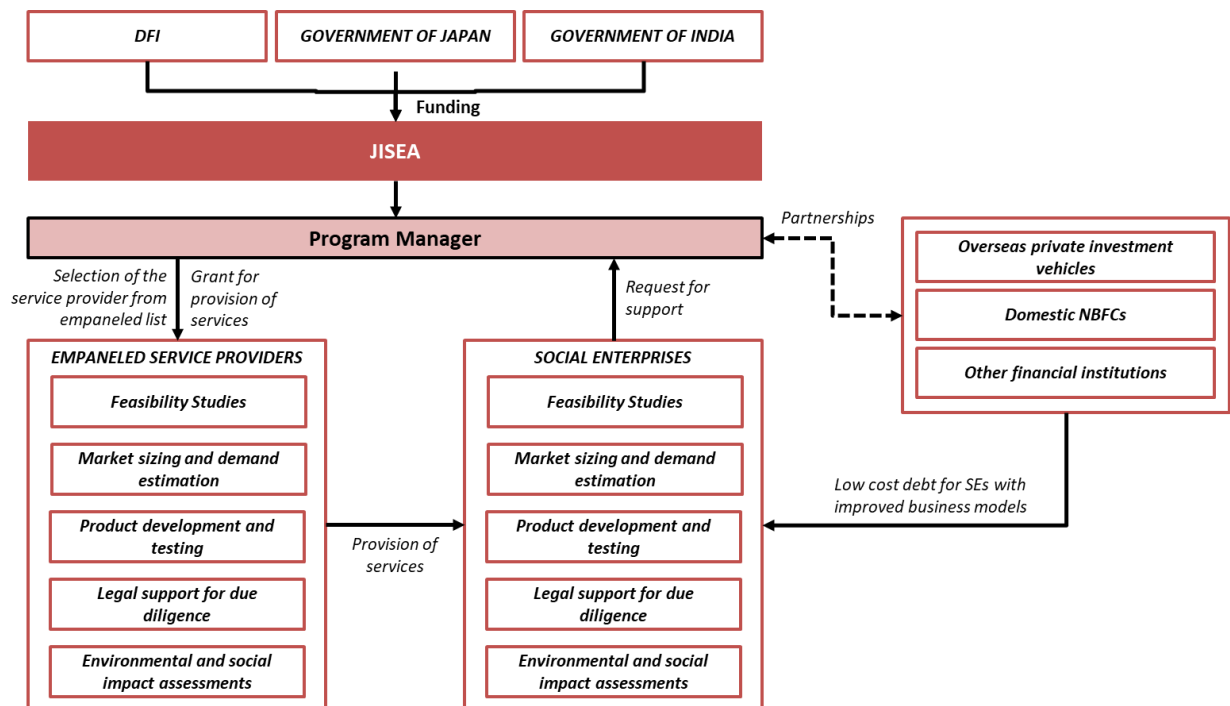 DFI
GOVERNMENT OF JAPAN
GOVERNMENT OF INDIA
Funding
JISEA
Program Manager
Partnerships
Overseas private investment
vehicles
Domestic NBFCs
Other financial institutions
Selection of the
service provider from
empaneled list
Grant for
provision of
services
Request for
support
EMPANELED SERVICE PROVIDERS
Feasibility Studies
Market sizing and demand
estimation
Product development and
testing
Legal support for due
diligence
Environmental and social
impact assessments
Provision of
services
SOCIAL ENTERPRISES
Feasibility Studies
Market sizing and demand
estimation
Product development and
testing
Legal support for due
diligence
Environmental and social
impact assessments
Low cost debt for SEs with
improved business models